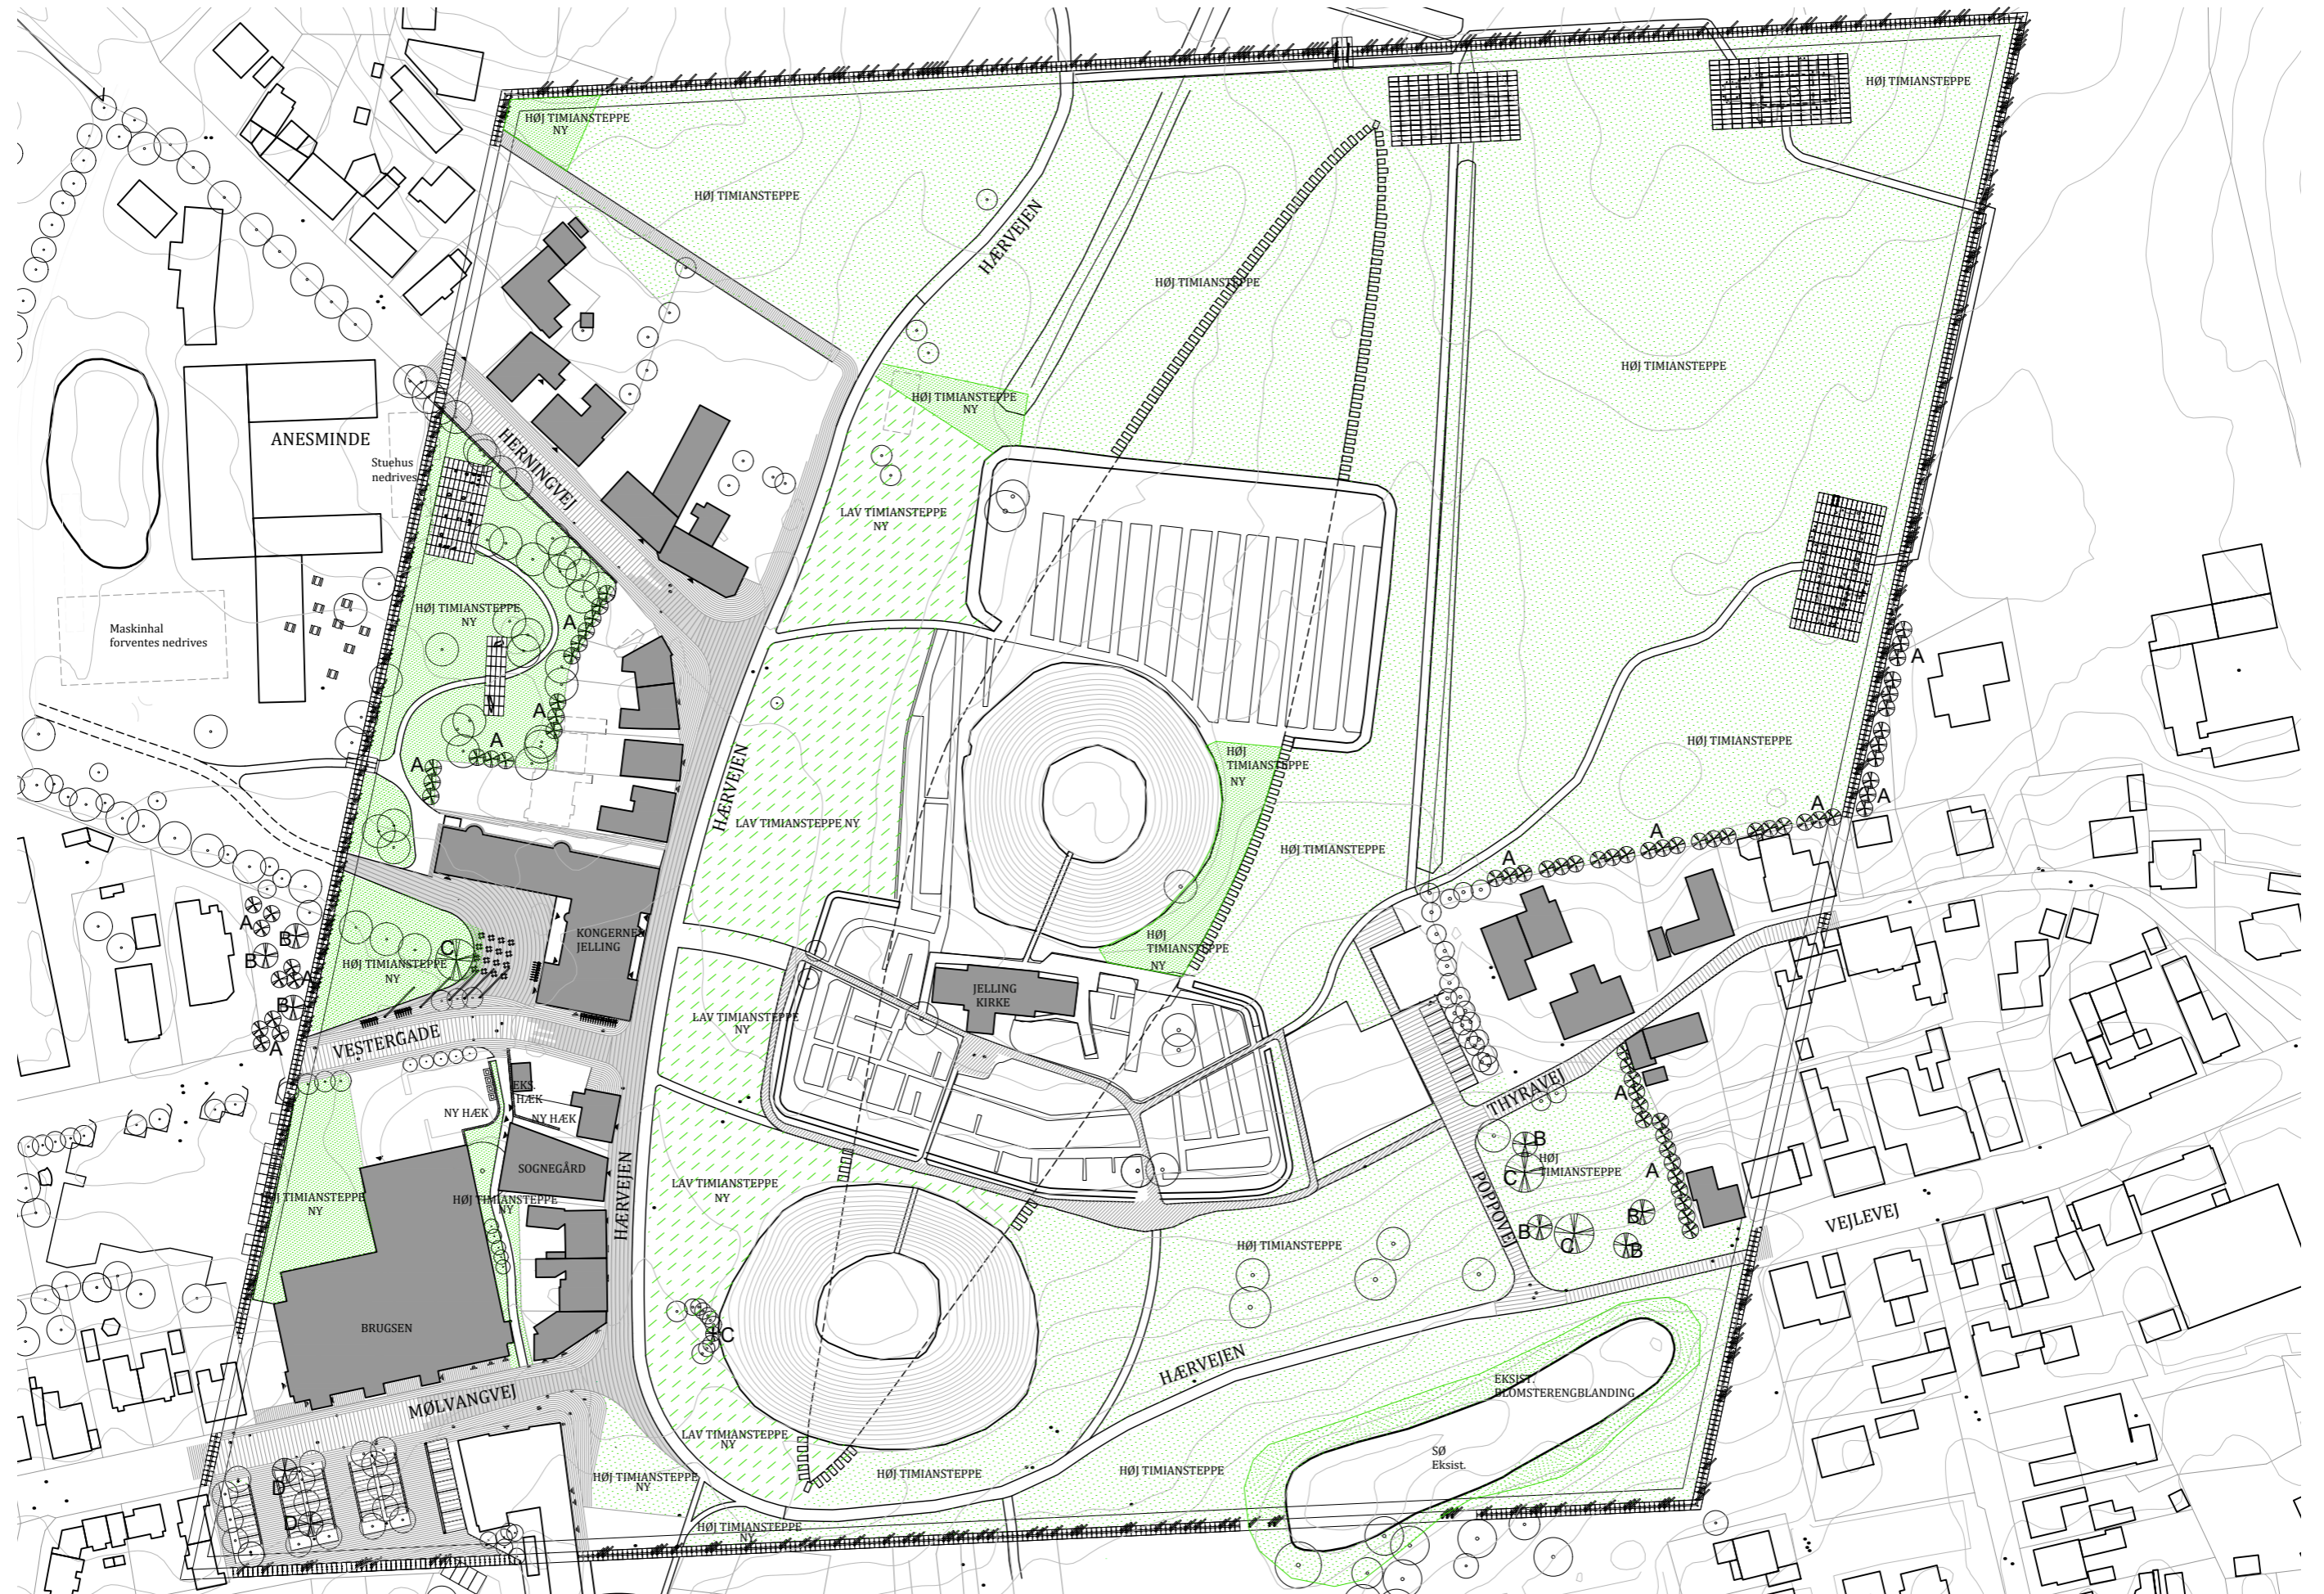 HØJ TIMIANSTEPPE
HØJ TIMIANSTEPPE
NY
HØJ TIMIANSTEPPE
HÆRVEJEN
HØJ TIMIANSTEPPE
HØJ TIMIANSTEPPE
HØJ TIMIANSTEPPE
NY
ANESMINDE
HERNINGVEJ
Stuehus
nedrives
LAV TIMIANSTEPPE
NY
HØJ TIMIANSTEPPE
NY
A
Maskinhal
forventes nedrives
A
A
A
A
HÆRVEJEN
HØJ
TIMIANSTEPPE
NY
HØJ TIMIANSTEPPE
A
A
A
A
LAV TIMIANSTEPPE NY
HØJ TIMIANSTEPPE
A
B
B
A
B
A
C
HØJ TIMIANSTEPPE
NY
KONGERNES
JELLING
HØJ
TIMIANSTEPPE
NY
JELLING
KIRKE
LAV TIMIANSTEPPE
NY
VESTERGADE
EKS.
HÆK
NY HÆK
NY HÆK
THYRAVEJ
A
B
HØJ
TIMIANSTEPPE
C
A
SOGNEGÅRD
HØJ TIMIANSTEPPE
NY
HØJ TIMIANSTEPPE
NY
HÆRVEJEN
LAV TIMIANSTEPPE
NY
POPPOVEJ
B
C
B
B
VEJLEVEJ
HØJ TIMIANSTEPPE
BRUGSEN
C
HÆRVEJEN
EKSIST.
BLOMSTERENGBLANDING
MØLVANGVEJ
LAV TIMIANSTEPPE
NY
SØ
Eksist.
HØJ TIMIANSTEPPE
NY
HØJ TIMIANSTEPPE
HØJ TIMIANSTEPPE
D
D
HØJ TIMIANSTEPPE
NY